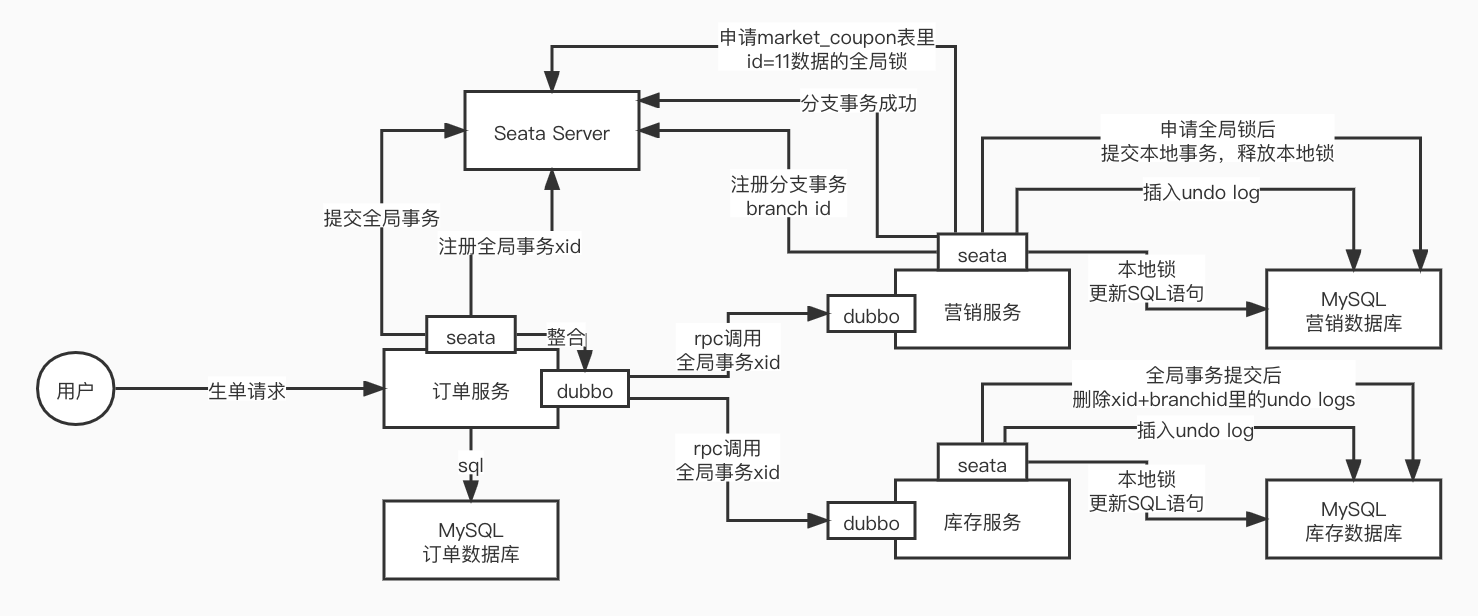 申请market_coupon表里
id=11数据的全局锁
分支事务成功
Seata Server
申请全局锁后
提交本地事务，释放本地锁
注册分支事务
branch id
插入undo log
提交全局事务
注册全局事务xid
seata
本地锁
更新SQL语句
MySQL
营销数据库
营销服务
dubbo
seata
整合
rpc调用
全局事务xid
用户
生单请求
订单服务
dubbo
全局事务提交后
删除xid+branchid里的undo logs
插入undo log
rpc调用
全局事务xid
sql
seata
本地锁
更新SQL语句
MySQL
库存数据库
库存服务
dubbo
MySQL
订单数据库